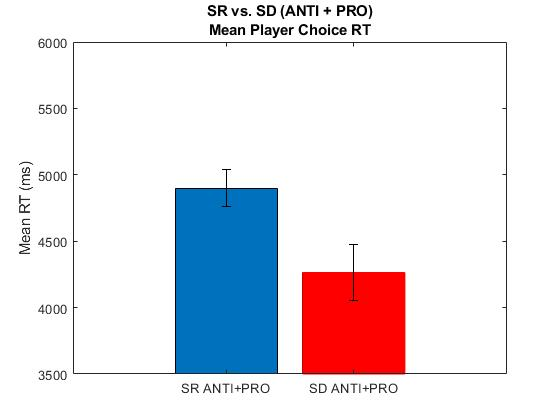 SR vs. SD (ANTI + PRO)
Mean Player Choice RT
6000
5500
5000
4500
4000
3500
Mean RT (ms)
SR ANTI+PRO
SD ANTI+PRO